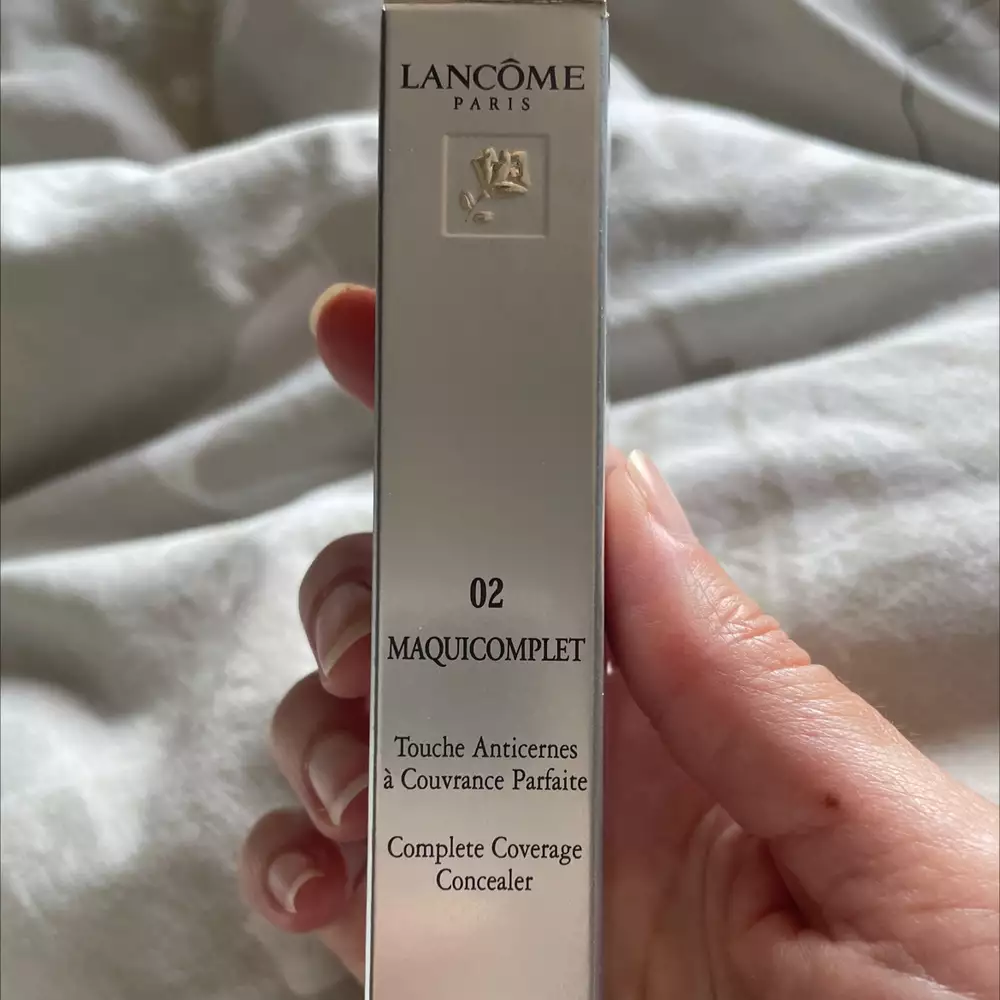 LANCÔME
PARIS
02
MAQUICOMPLET
Touche Anticernes
à Couvrance Parfaite
Complete Coverage
Concealer